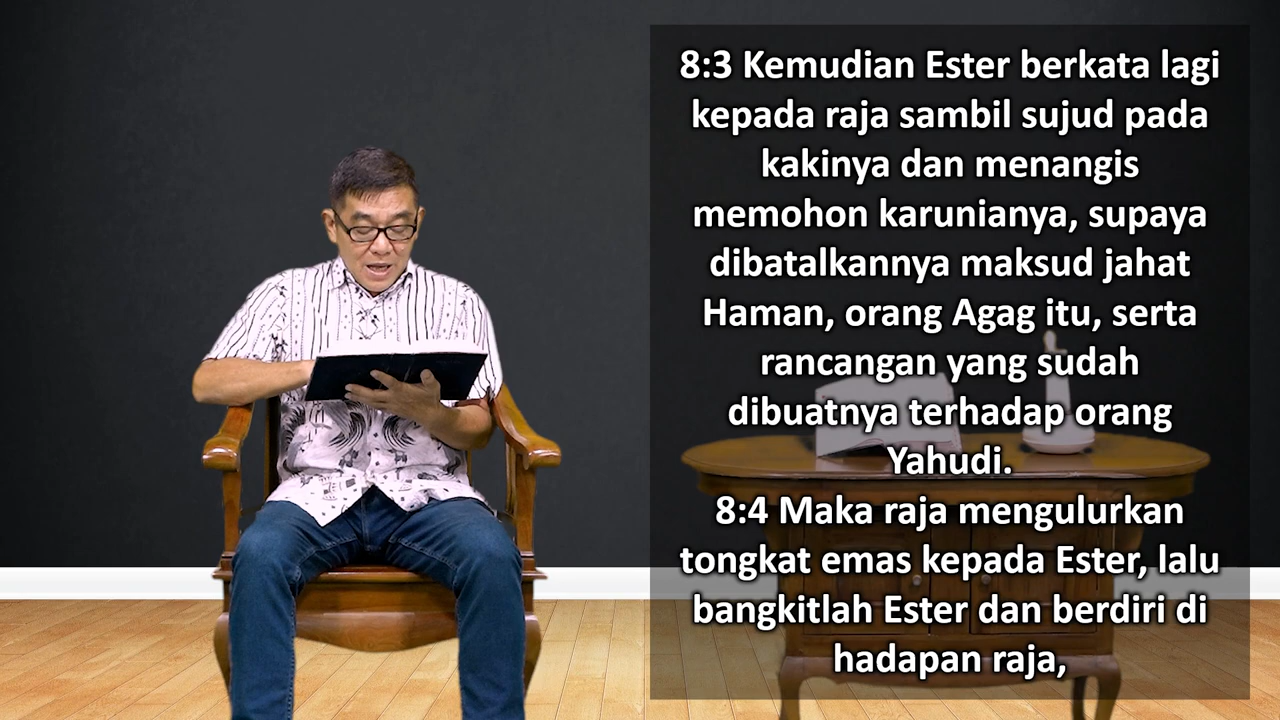 8:3 Kemudian Ester berkata lagi
kepada raja sambil sujud pada
kakinya dan menangis
memohon karunianya, supaya
dibatalkannya maksud jahat
Haman, orang Agag itu, serta
rancangan yang sudah
dibuatnya terhadap orang
Yahudi.
8:4 Maka raja mengulurkan
tongkat emas kepada Ester, lalu
bangkitlah Ester dan berdiri di
hadapan raja,